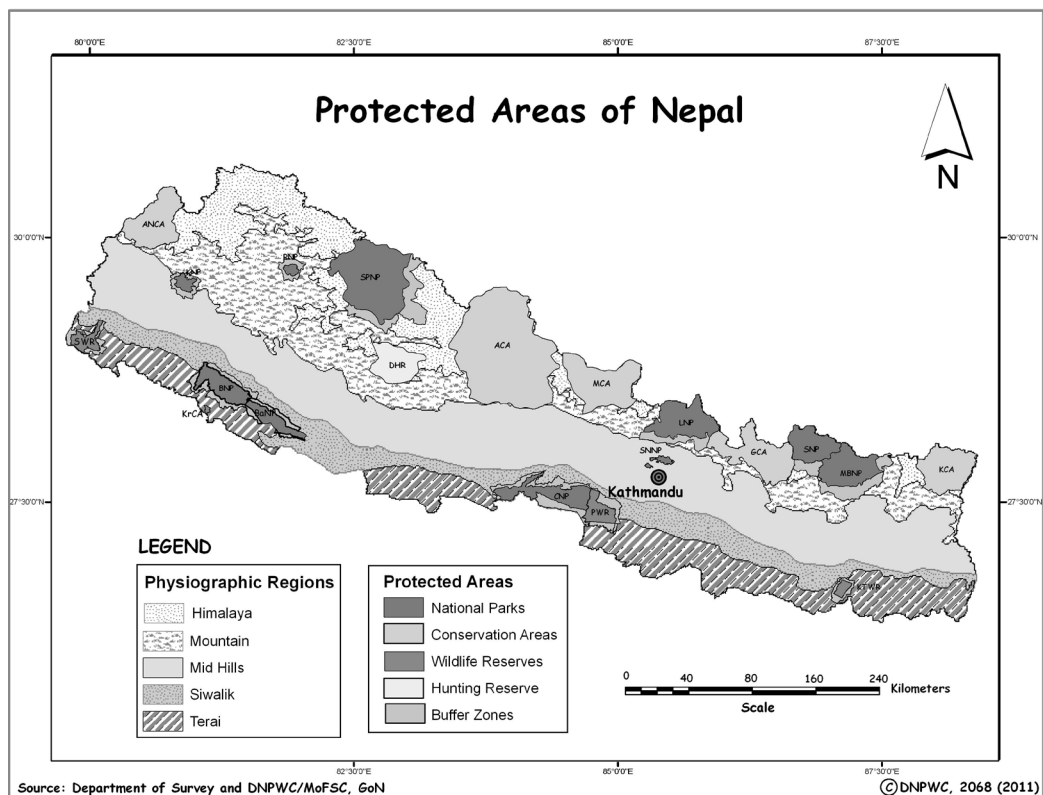 80°0'0"E 82°30'0"E 85°0'0"E 87°30'0"E
Protected Areas of Nepal
N
30°0'0"N 30°0'0"N
ANCA
KNP
RNP
SPNP
SWR
DHR
ACA
MCA
BNP
KrCA
BaNP
LNP
SNNP
GCA
SNP
MBNP
KCA
Kathmandu
27°30'0"N 27°30'0"N
CNP
PWR
KTWR
LEGEND
Physiographic Regions
Himalaya
Mountain
Mid Hills
Siwalik
Terai
Protected Areas
National Parks
Conservation Areas
Wildlife Reserves
Hunting Reserve
Buffer Zones
0 40 80 160 240
Kilometers
Scale
82°30'0"E 85°0'0"E 87°30'0"E
Source: Department of Survey and DNPWC/MoFSC, GoN
©DNPWC, 2068 (2011)